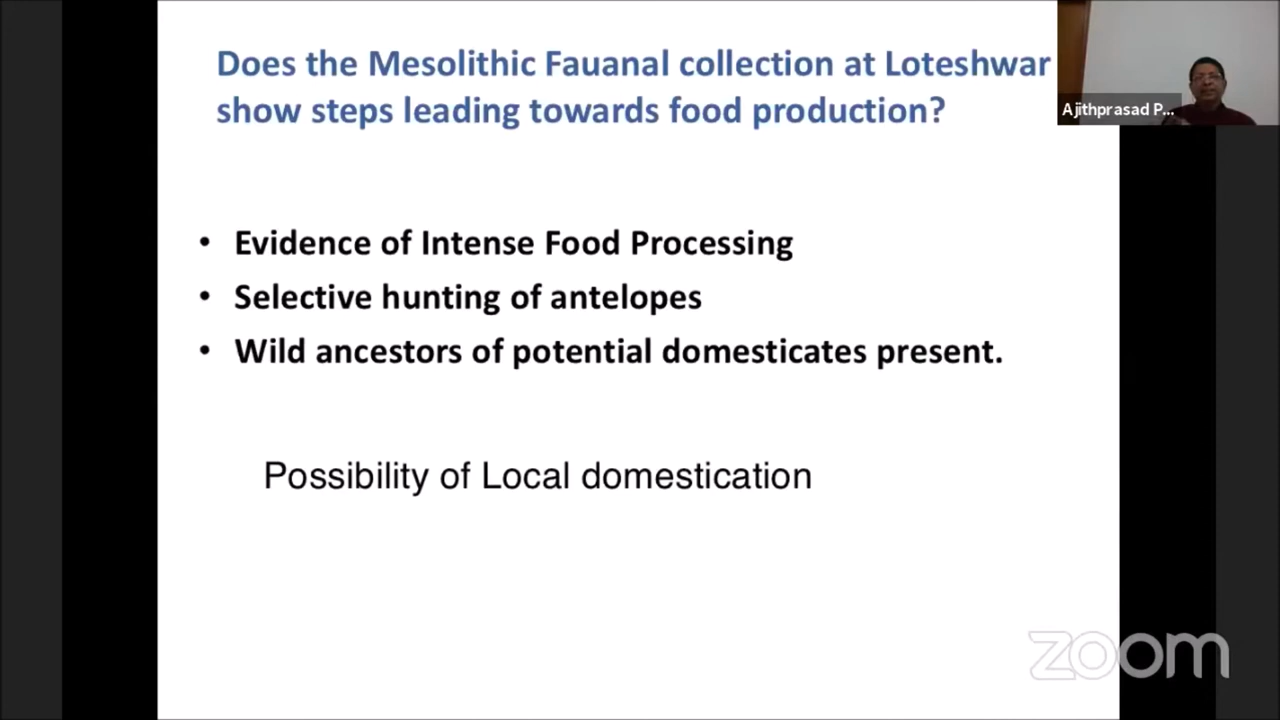 Does the Mesolithic Fauanal collection at Loteshwar
show steps leading towards food production?
Ajithprasad P...
• Evidence of Intense Food Processing
• Selective hunting of antelopes
• Wild ancestors of potential domesticates present.
Possibility of Local domestication
zoom